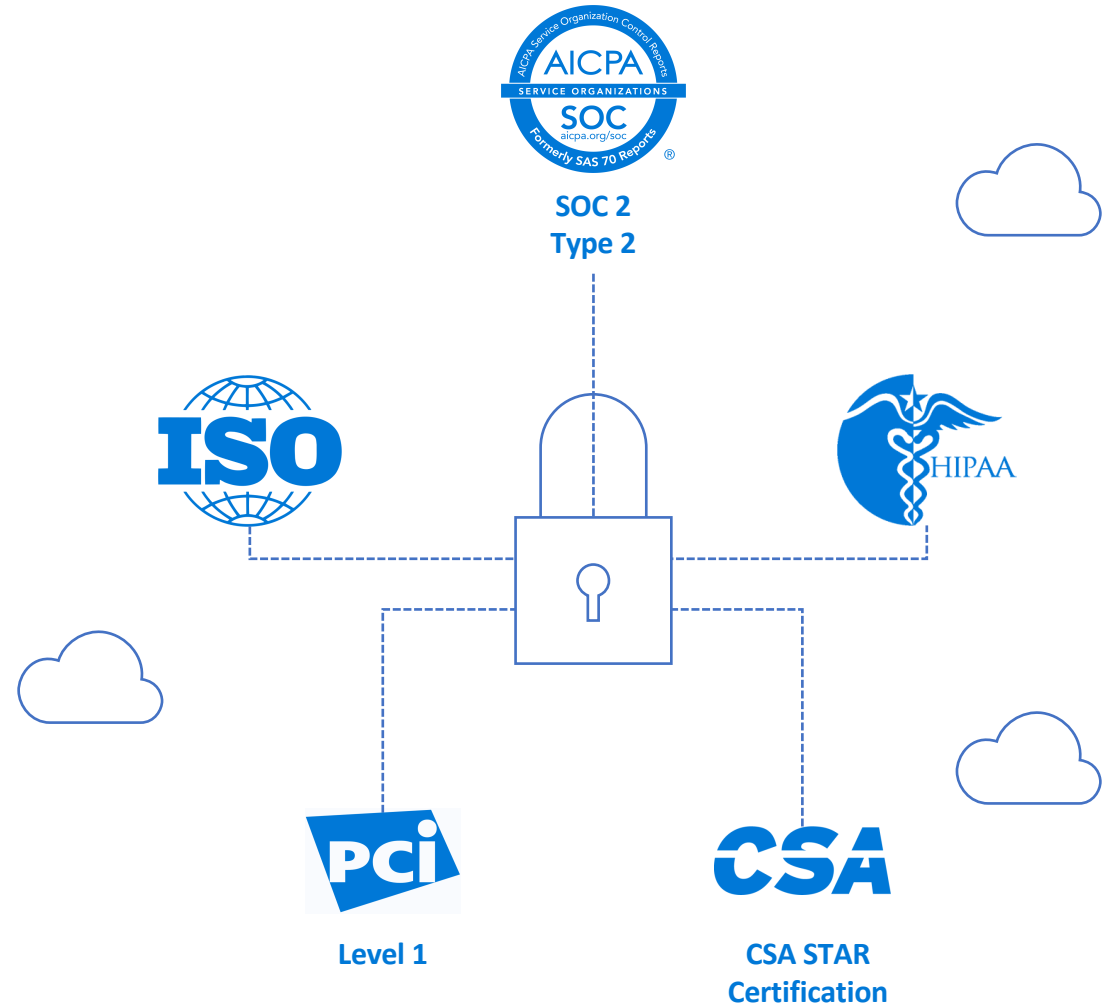 AICPA Service Organization Control Reports
AICPA
SERVICE ORGANIZATIONS
SOC
aicpa.org/soc
Formerly SAS 70 Reports
®
SOC 2
Type 2
ISO
HIPAA
PCi
Level 1
CSA
CSA STAR
Certification